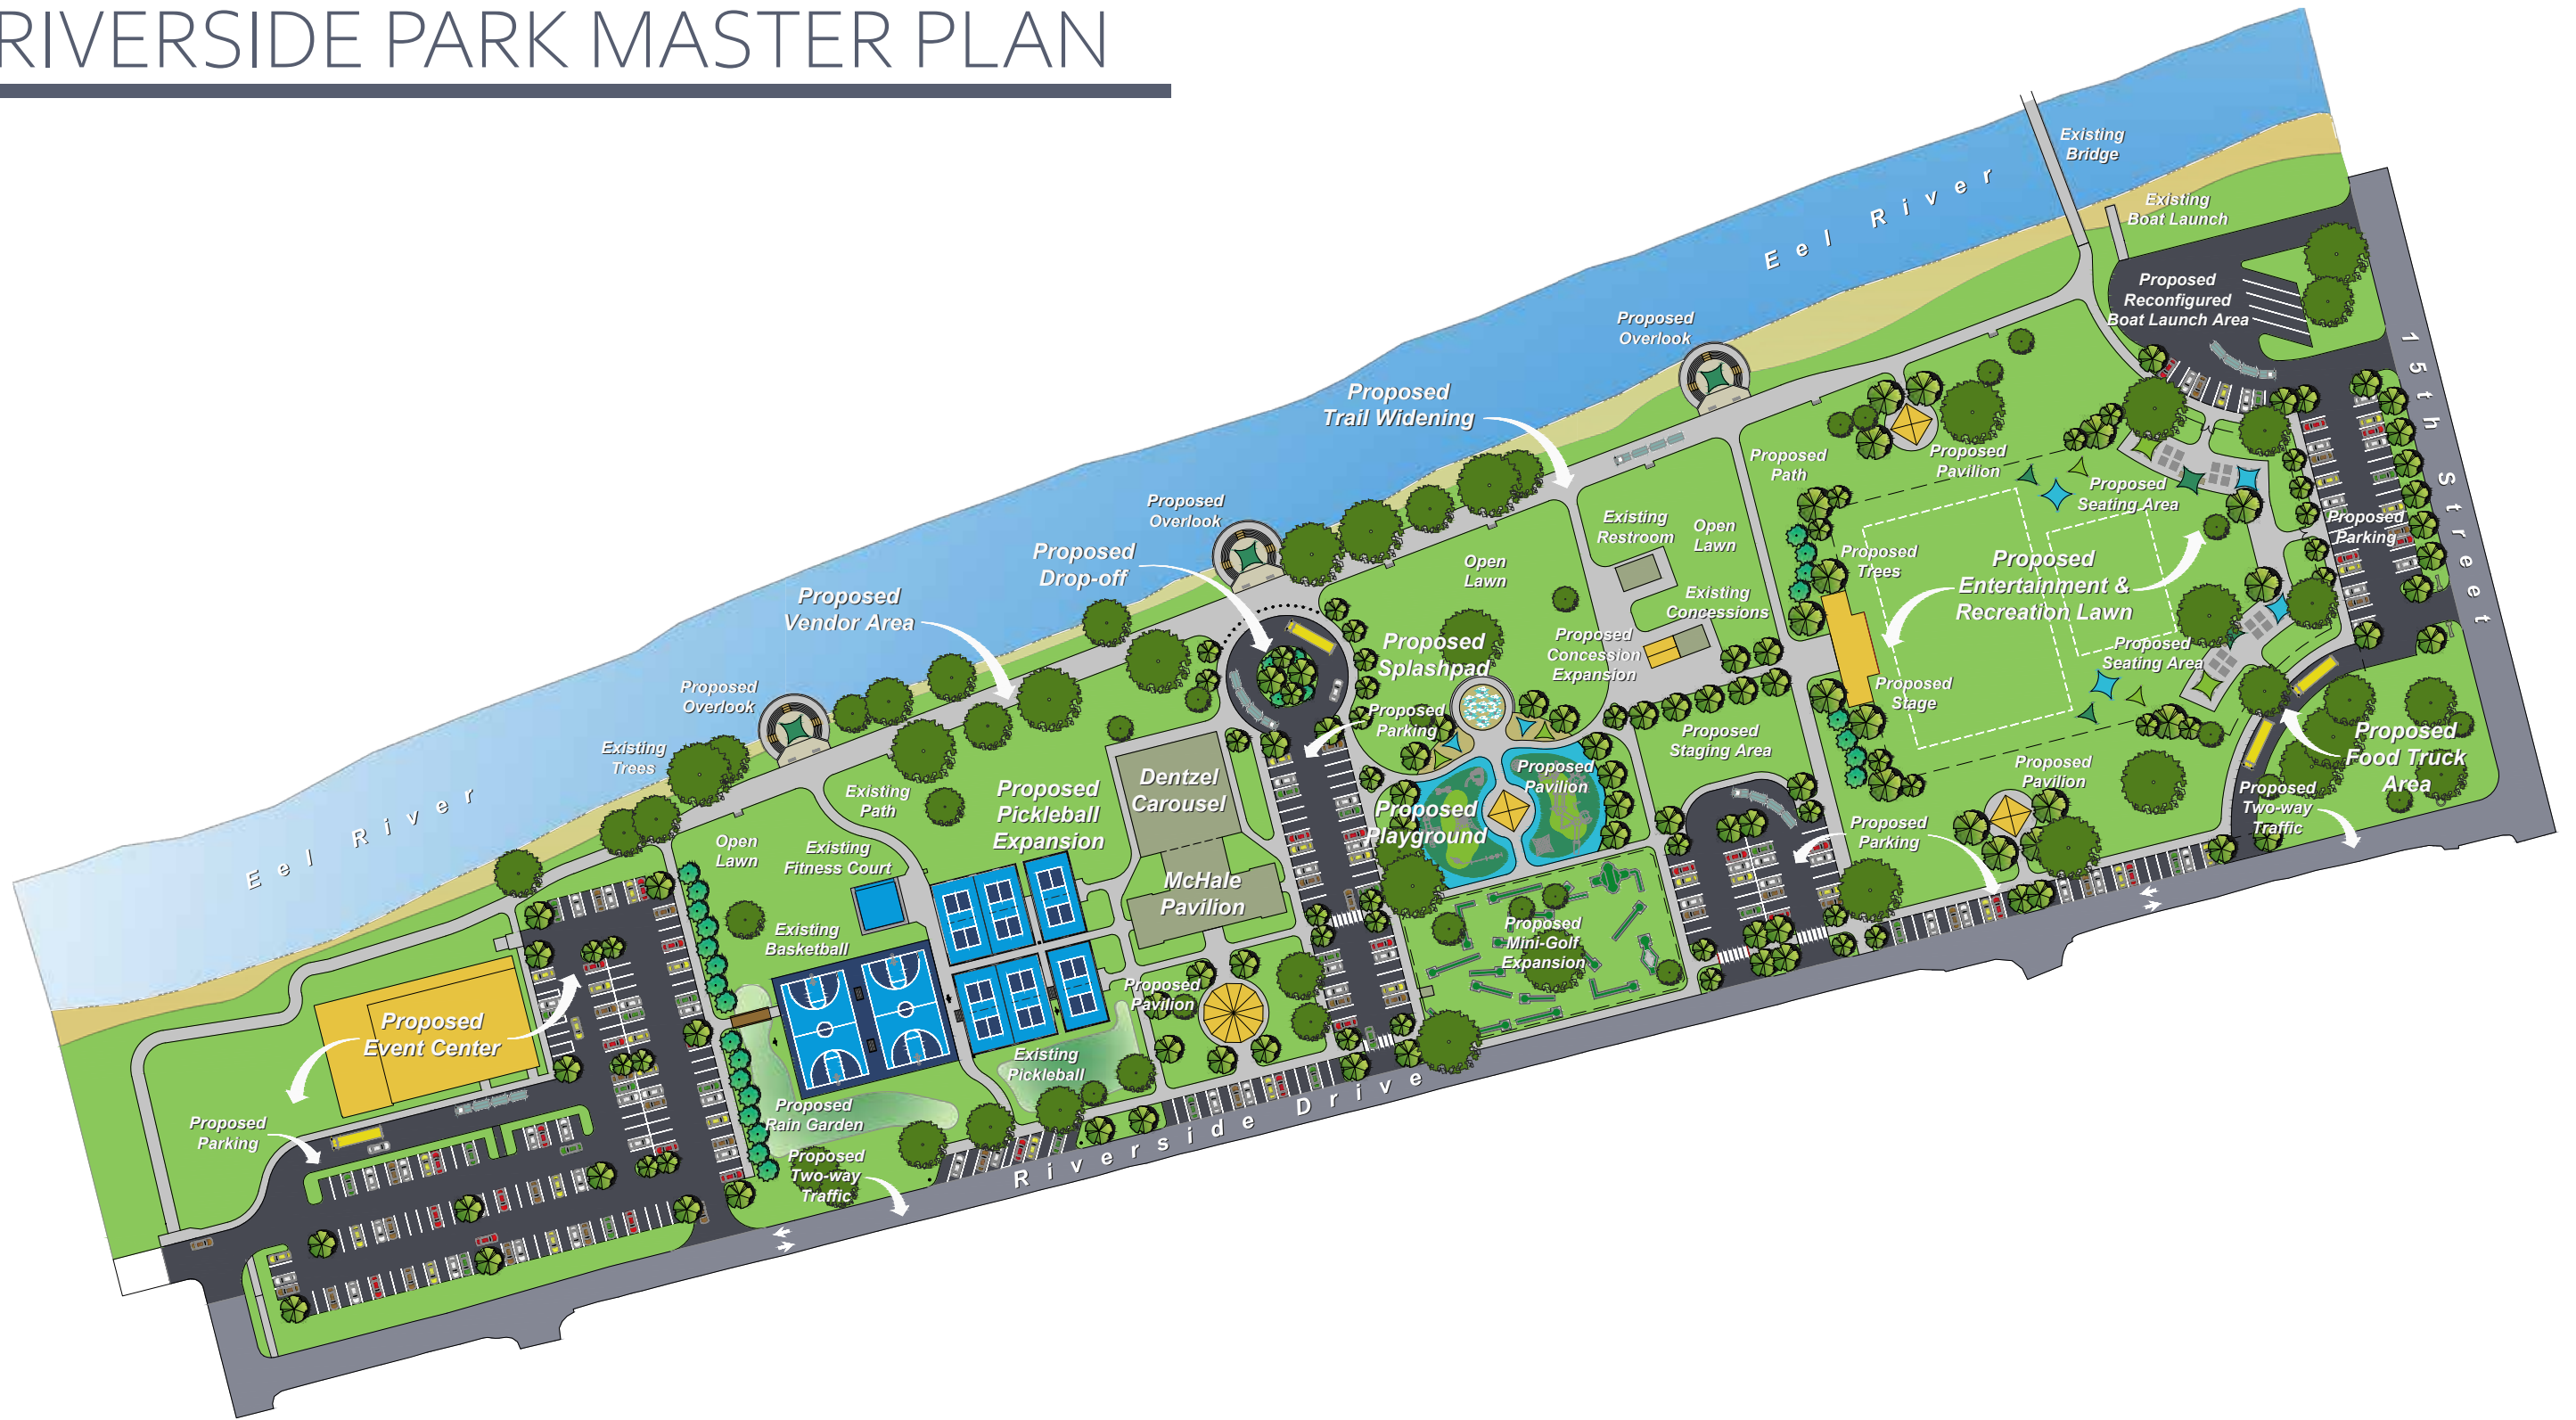 RIVERSIDE PARK MASTER PLAN
Existing
Bridge
Existing
Boat Launch
Eel River
Proposed
Reconfigured
Boat Launch Area
15th Street
Proposed
Overlook
Proposed
Trail Widening
Proposed
Path
Proposed
Pavilion
Proposed
Seating Area
Proposed
Parking
Proposed
Overlook
Existing
Restroom
Open
Lawn
Proposed
Drop-off
Open
Lawn
Proposed
Trees
Proposed
Entertainment &
Recreation Lawn
Proposed
Vendor Area
Existing
Concessions
Proposed
Splashpad
Proposed
Concession
Expansion
Proposed
Seating Area
Proposed
Overlook
Proposed
Stage
Proposed
Parking
Proposed
Staging Area
Proposed
Food Truck
Area
Existing
Trees
Dentzel
Carousel
Proposed
Pavilion
Proposed
Pavilion
Eel River
Existing
Path
Proposed
Pickleball
Expansion
Proposed
Playground
Proposed
Parking
Proposed
Two-way
Traffic
Open
Lawn
Existing
Fitness Court
McHale
Pavilion
Existing
Basketball
Proposed
Mini-Golf
Expansion
Proposed
Pavilion
Proposed
Event Center
Existing
Pickleball
Proposed
Parking
Proposed
Rain Garden
Riverside Drive
Proposed
Two-way
Traffic